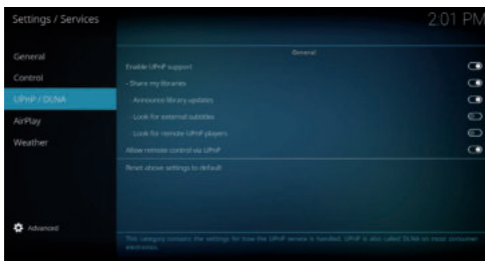 Settings / Services
2:01 PM
General
Control
UPnP / DLNA
AirPlay
Weather
Advanced
General
Enable UPnP support
- Share my libraries
- Announce library updates
- Look for external subtitles
- Look for remote UPnP players
Allow remote control via UPnP
Reset above settings to default
This category contains the settings for how the UPnP service is handled. UPnP is also called DLNA on most consumer
electronics.